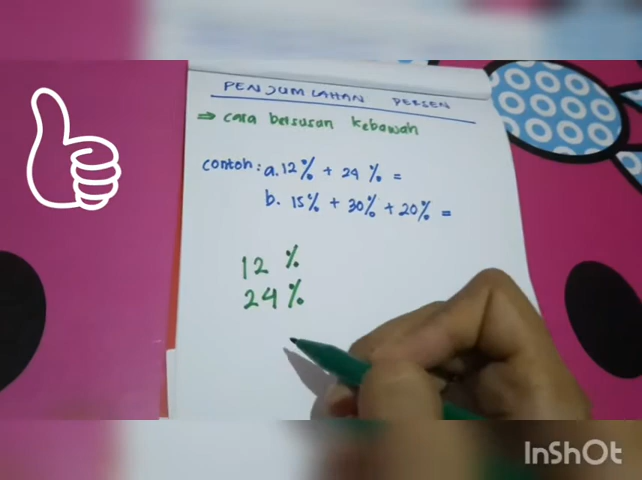 PENJUMLAHAN PERSEN
⇒ cara bersusun kebawah
contoh: a. 12% + 24% =
b. 15% + 30% + 20% =
12 %
24 %
InShOt